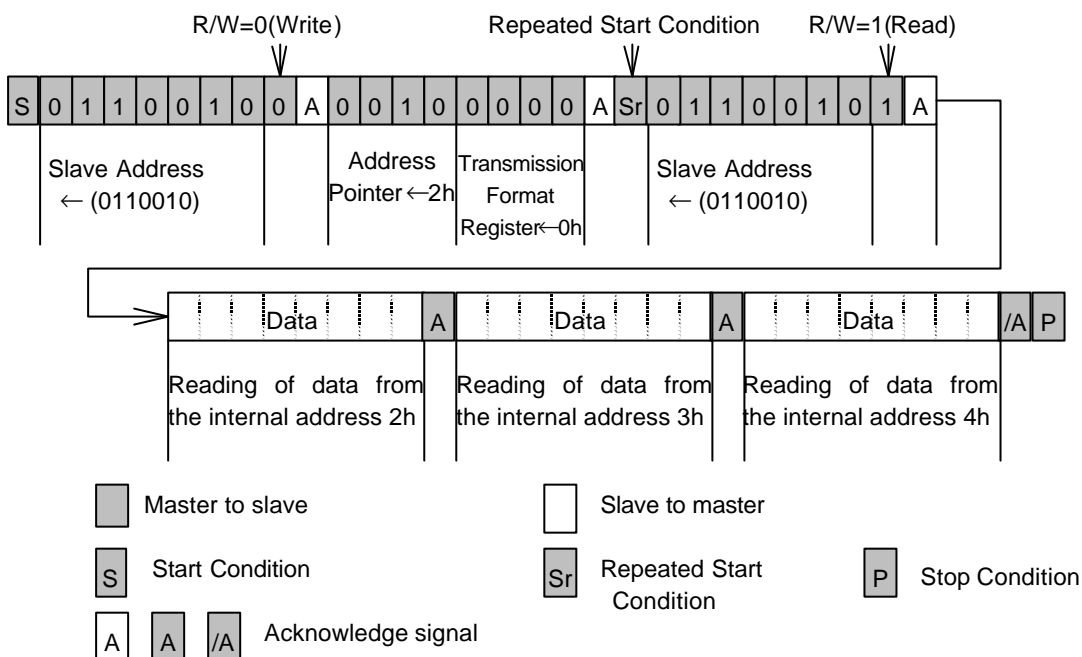 R/W=0(Write) Repeated Start Condition R/W=1(Read)
S 0 1 1 0 0 1 0 0 A 0 0 1 0 0 0 0 0 A Sr 0 1 1 0 0 1 0 1 A
Slave Address
← (0110010)
Address
Pointer←2h
Transmission
Format
Register←0h
Slave Address
← (0110010)
Data A Data A Data /A P
Reading of data from
the internal address 2h
Reading of data from
the internal address 3h
Reading of data from
the internal address 4h
Master to slave Slave to master
S Start Condition
Sr Repeated Start
Condition
P Stop Condition
A A /A Acknowledge signal